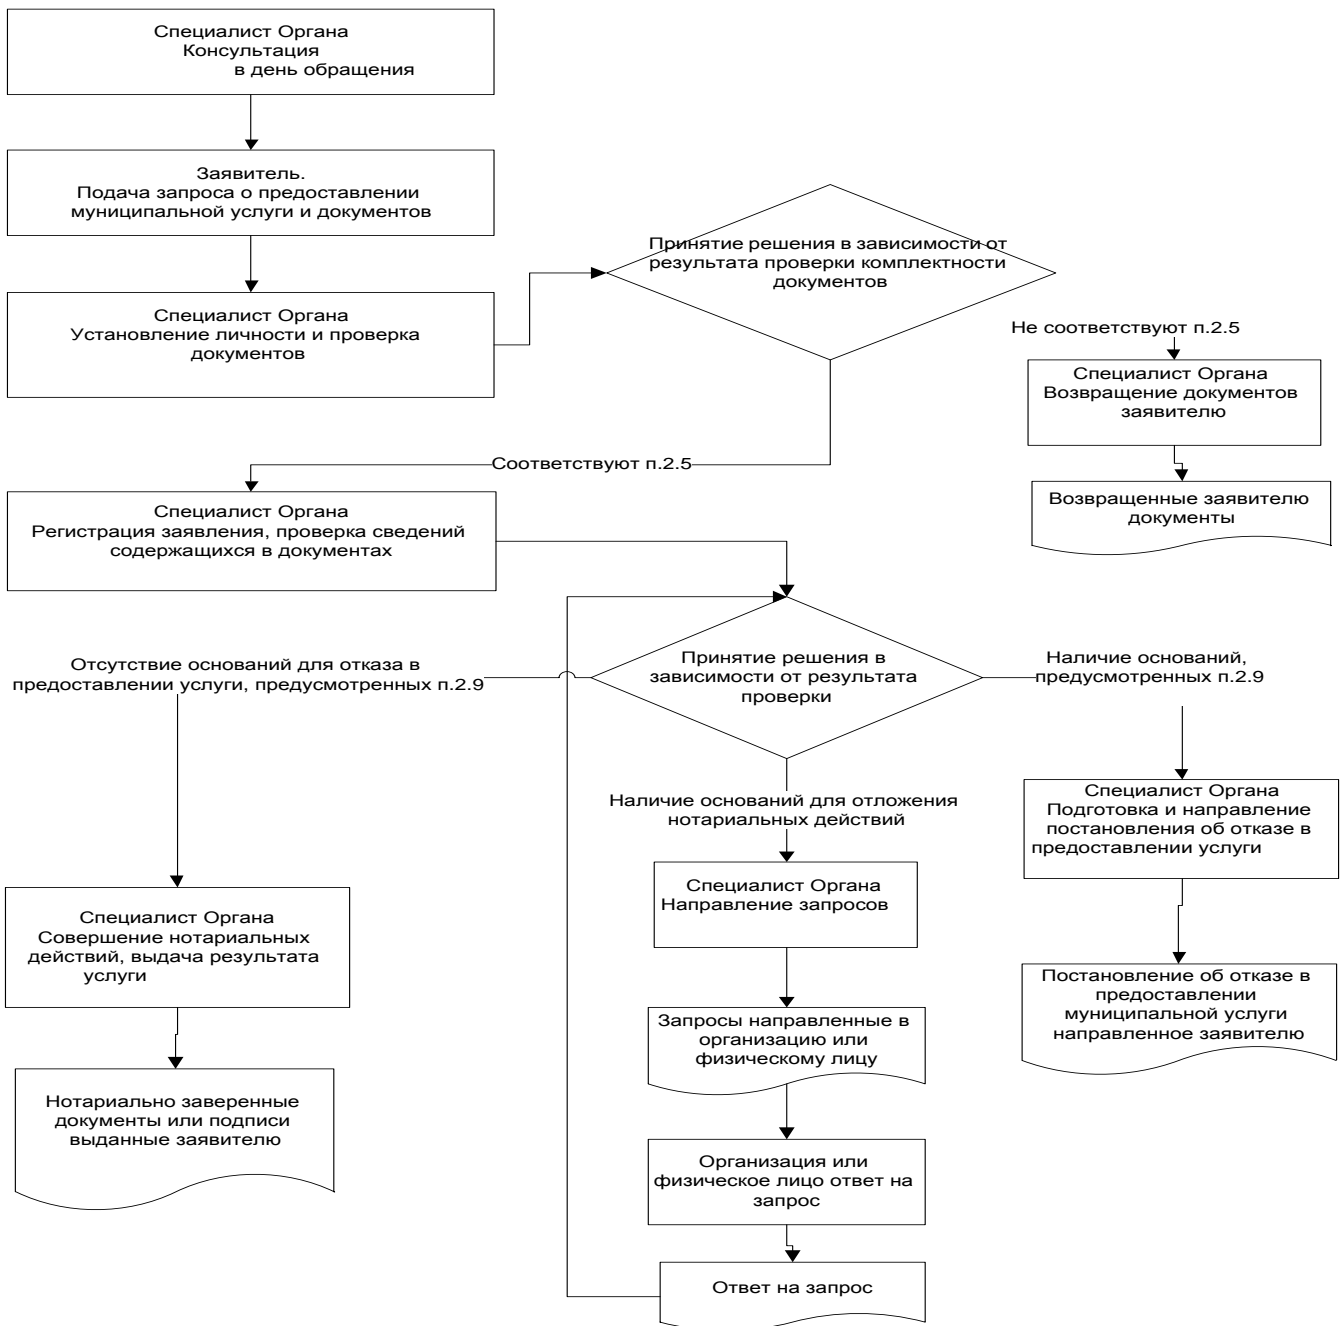 Специалист Органа
Консультация
в день обращения
Заявитель.
Подача запроса о предоставлении
муниципальной услуги и документов
Специалист Органа
Установление личности и проверка
документов
Принятие решения в зависимости от
результата проверки комплектности
документов
Не соответствуют п.2.5
Специалист Органа
Возвращение документов
заявителю
Возвращенные заявителю
документы
Соответствуют п.2.5
Специалист Органа
Регистрация заявления, проверка сведений
содержащихся в документах
Принятие решения в
зависимости от результата
проверки
Отсутствие оснований для отказа в
предоставлении услуги, предусмотренных п.2.9
Наличие оснований,
предусмотренных п.2.9
Наличие оснований для отложения
нотариальных действий
Специалист Органа
Подготовка и направление
постановления об отказе в
предоставлении услуги
Специалист Органа
Направление запросов
Специалист Органа
Совершение нотариальных
действий, выдача результата
услуги
Постановление об отказе в
предоставлении
муниципальной услуги
направленное заявителю
Запросы направленные в
организацию или
физическому лицу
Нотариально заверенные
документы или подписи
выданные заявителю
Организация или
физическое лицо ответ на
запрос
Ответ на запрос